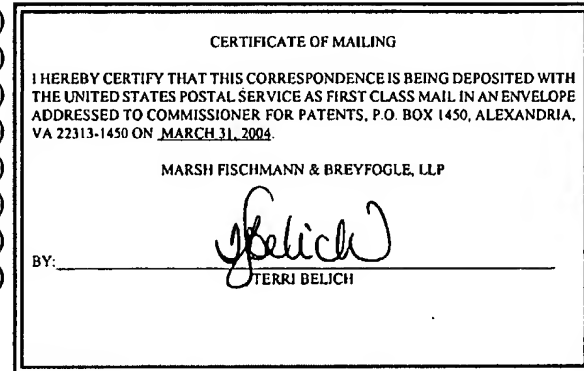 CERTIFICATE OF MAILING
I HEREBY CERTIFY THAT THIS CORRESPONDENCE IS BEING DEPOSITED WITH
THE UNITED STATES POSTAL SERVICE AS FIRST CLASS MAIL IN AN ENVELOPE
ADDRESSED TO COMMISSIONER FOR PATENTS, P.O. BOX 1450, ALEXANDRIA,
VA 22313-1450 ON MARCH 31, 2004.
MARSH FISCHMANN & BREYFOGLE, LLP
TBelich
BY:
TERRI BELICH